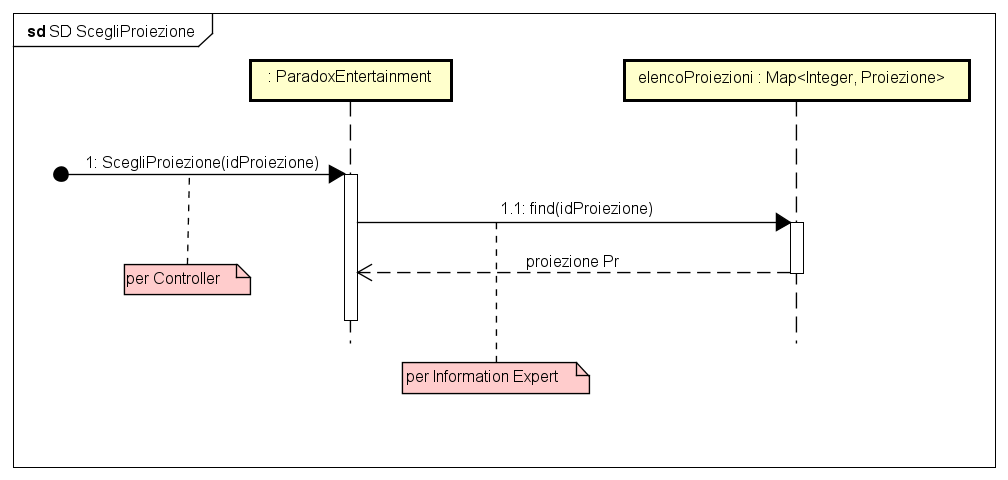 sd SD ScegliProiezione
: ParadoxEntertainment
elencoProiezioni : Map<Integer, Proiezione>
1: ScegliProiezione(idProiezione)
1.1: find(idProiezione)
proiezione Pr
per Controller
per Information Expert